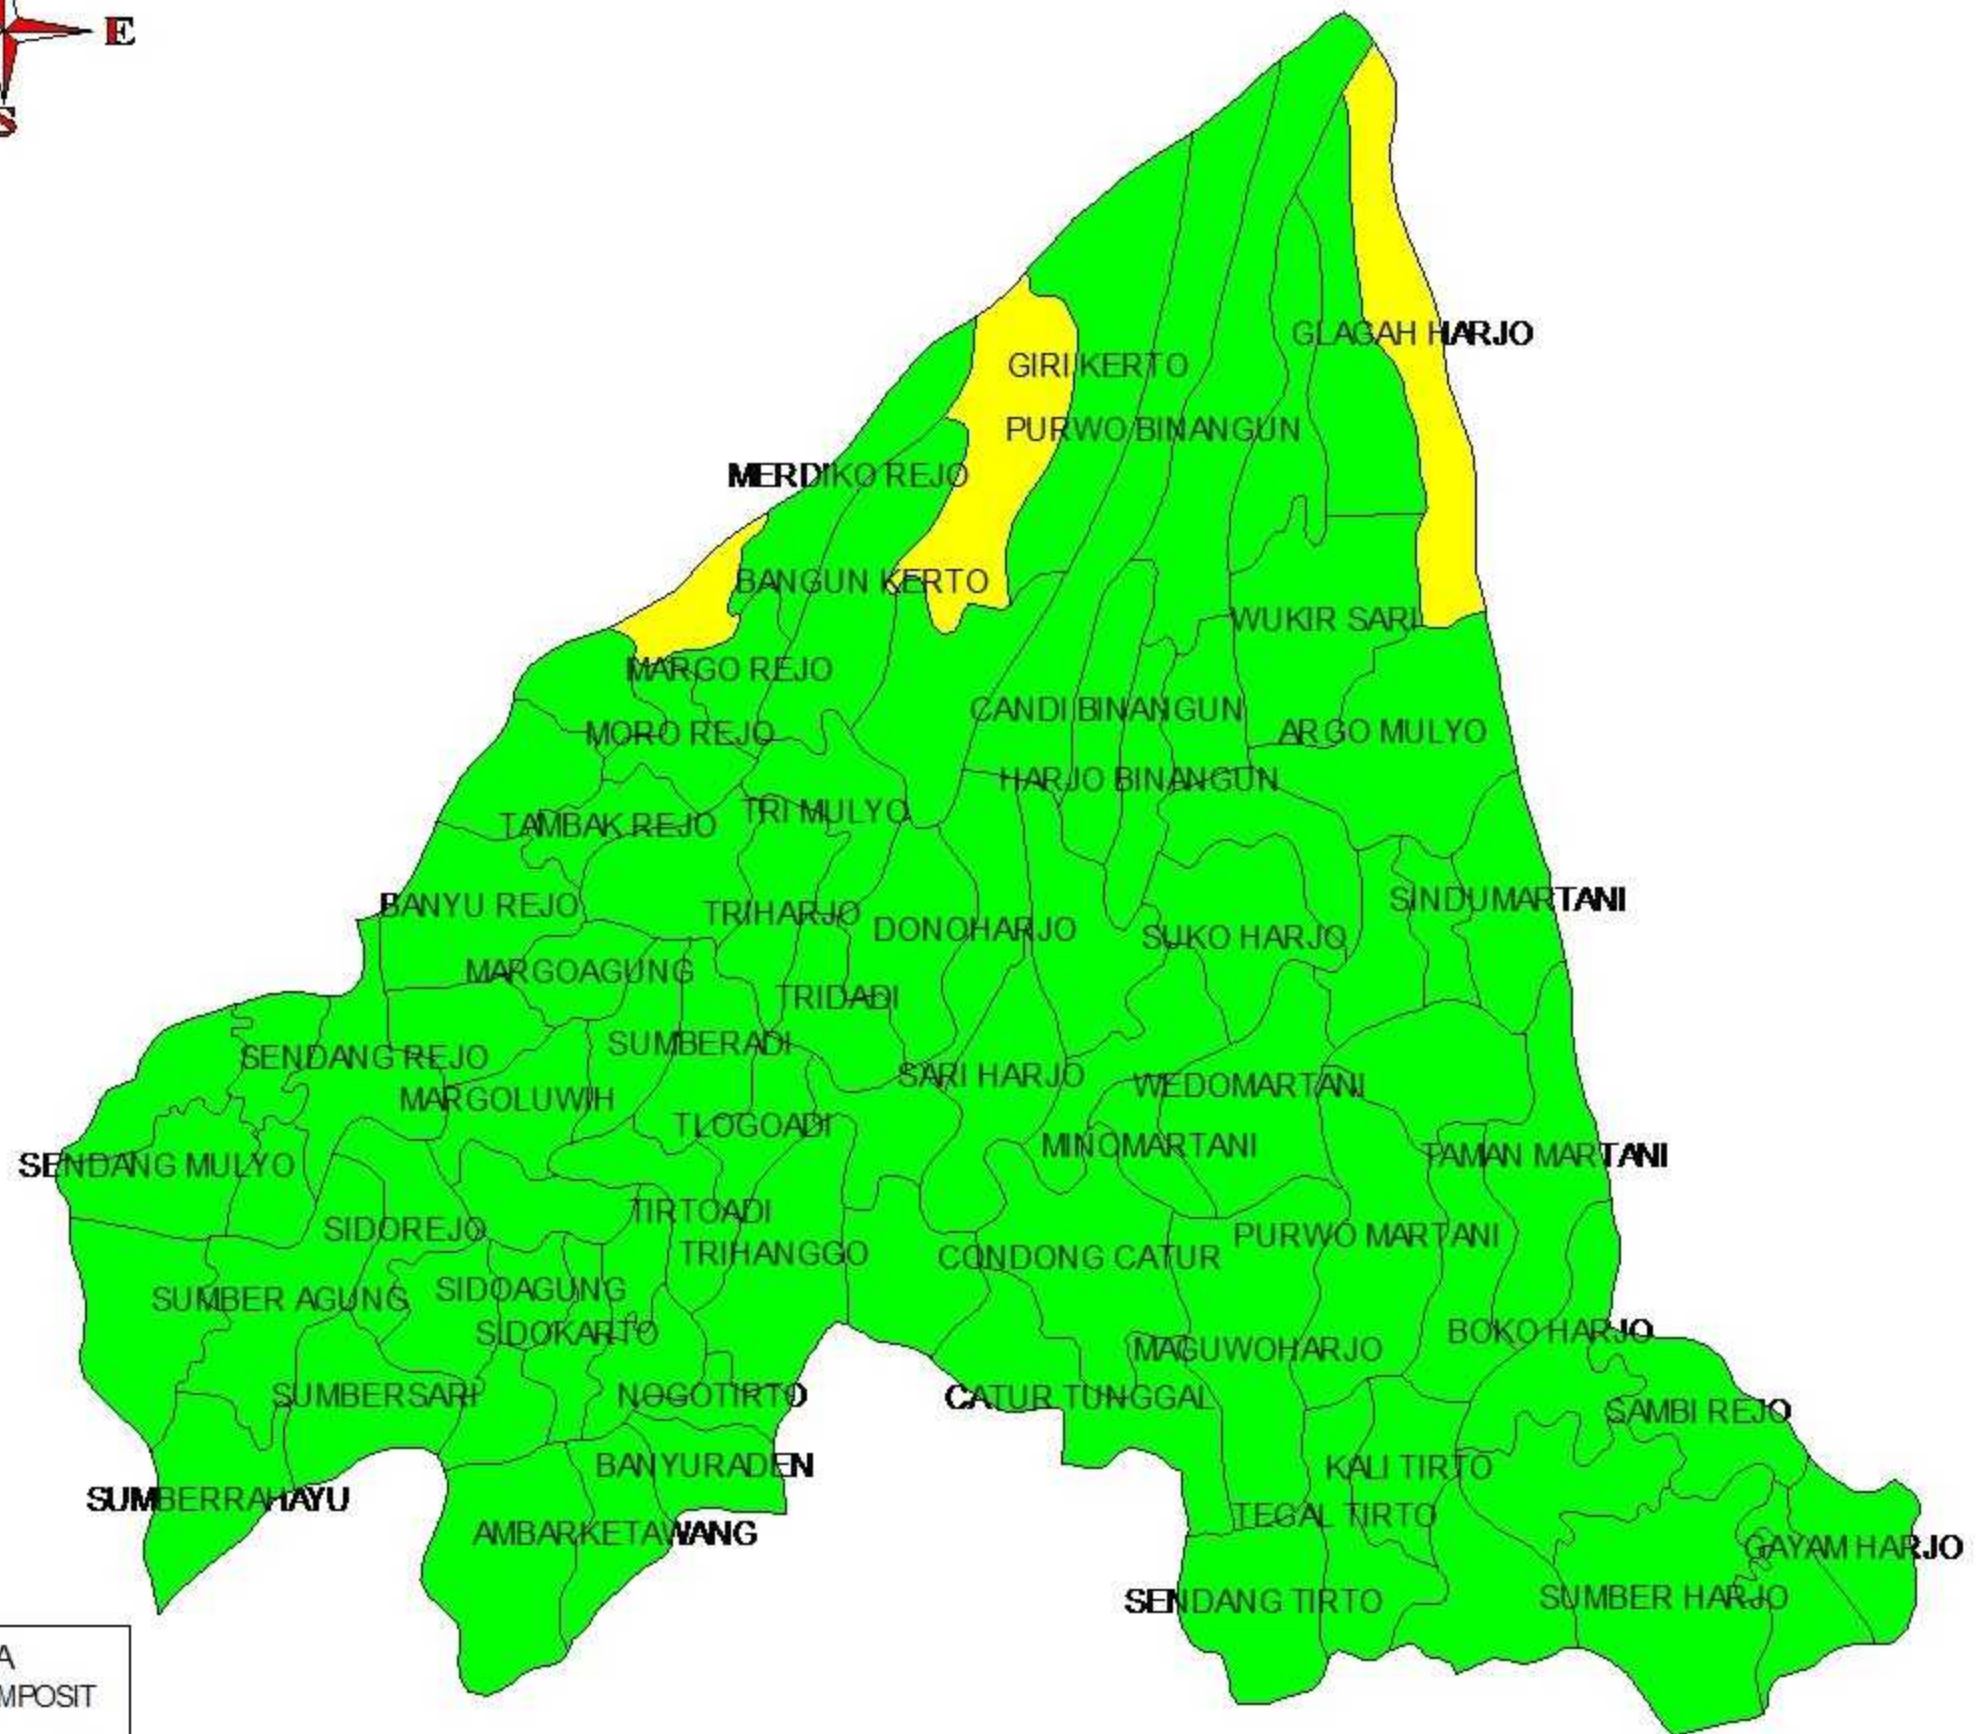 E
S
GLAGAH HARJO
GIRI KERTO
PURWO BINANGUN
MERDIKO REJO
BANGUN KERTO
WUKIR SARI
MARGO REJO
CANDI BINANGUN
MORO REJO
ARGO MULYO
HARJO BINANGUN
TRI MULYO
TAMBAK REJO
SINDUMARTANI
BANYU REJO
TRIHARJO
DONOHARJO
SUKO HARJO
MARGOAGUNG
TRIDADI
SUMBERADI
SENDANG REJO
SARI HARJO
WEDOMARTANI
MARGOLUWIH
TLOGOADI
MINOMARTANI
TAMAN MARTANI
SENDANG MULYO
TIRTOADI
SIDOREJO
PURWO MARTANI
TRIHANGGO
CONDONG CATUR
SIDOAGUNG
SUMBER AGUNG
SIDOKARTO
BOKO HARJO
MAGUWOHARJO
SUMBERSARI
NOGOTIRTO
CATUR TUNGGAL
SAMBI REJO
BANYURADEN
KALI TIRTO
SUMBERRAHAYU
TEGAL TIRTO
AMBARKETAWANG
GAYAM HARJO
SENDANG TIRTO
SUMBER HARJO
A
MPOSIT